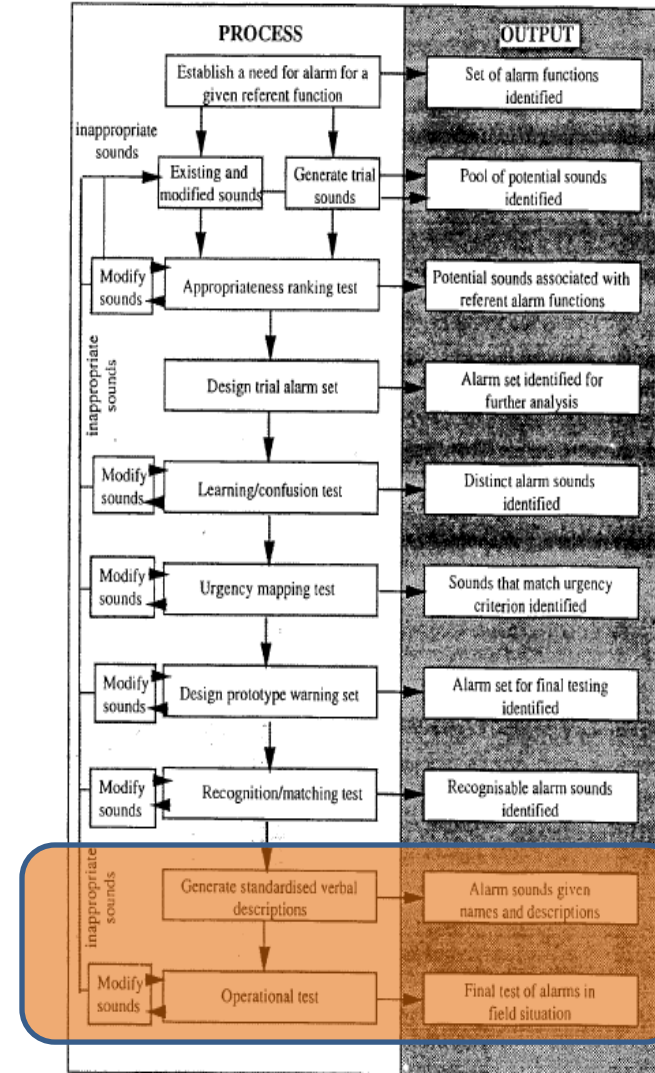 PROCESS
OUTPUT
Establish a need for alarm for a
given referent function
Set of alarm functions
identified
inappropriate
sounds
Existing and
modified sounds
Generate trial
sounds
Pool of potential sounds
identified
Modify
sounds
Appropriateness ranking test
Potential sounds associated with
referent alarm functions
inappropriate
sounds
Design trial alarm set
Alarm set identified for
further analysis
Modify
sounds
Learning/confusion test
Distinct alarm sounds
identified
Modify
sounds
Urgency mapping test
Sounds that match urgency
criterion identified
Modify
sounds
Design prototype warning set
Alarm set for final testing
identified
Modify
sounds
Recognition/matching test
Recognisable alarm sounds
identified
inappropriate
sounds
Generate standardised verbal
descriptions
Alarm sounds given
names and descriptions
Modify
sounds
Operational test
Final test of alarms in
field situation